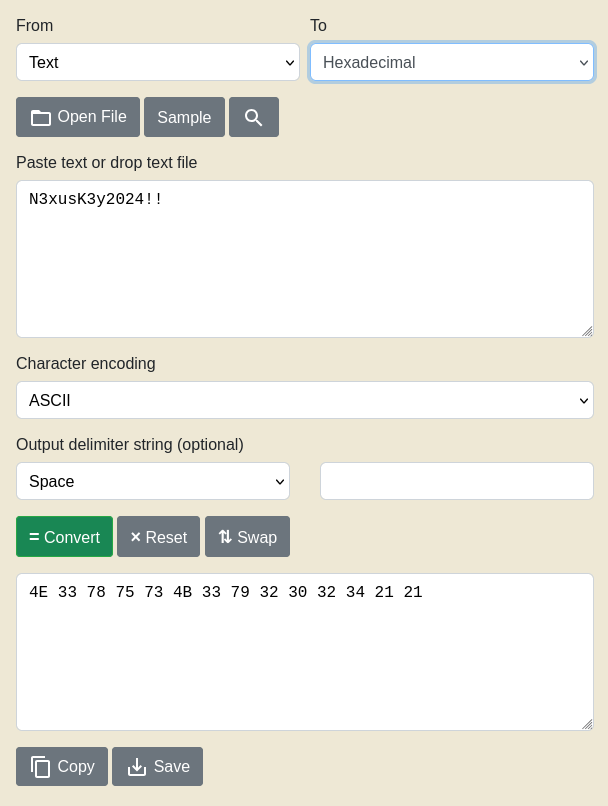 From To
Text Hexadecimal
Open File Sample
Paste text or drop text file
N3xusK3y2024!!
Character encoding
ASCII
Output delimiter string (optional)
Space
= Convert × Reset ⇅ Swap
4E 33 78 75 73 4B 33 79 32 30 32 34 21 21
Copy Save